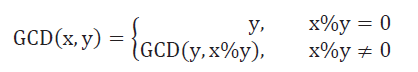 y, x%y = 0
GCD(x,y) = {
GCD(y,x%y), x%y ≠ 0